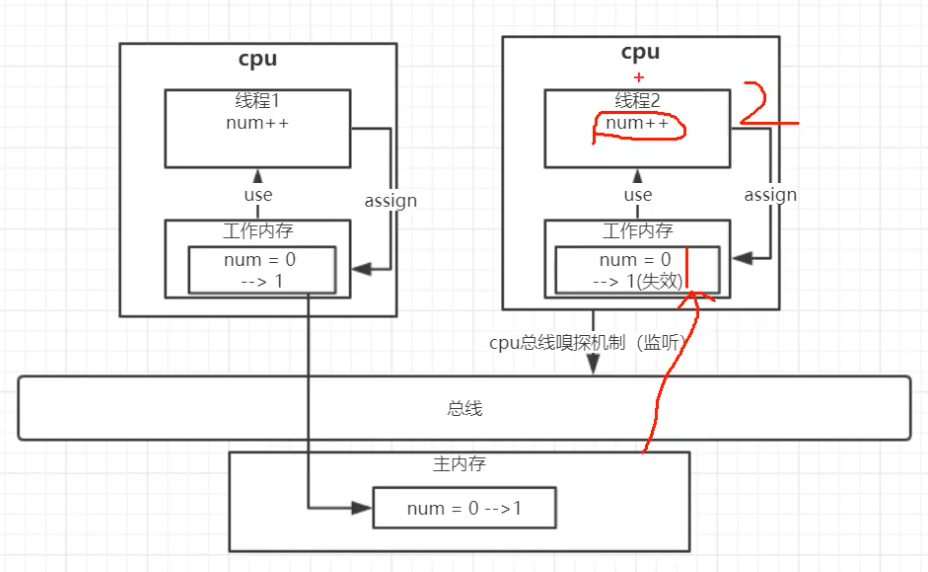 cpu
线程1
num++
use
assign
工作内存
num = 0
--> 1
cpu
+
线程2
num++
2
use
assign
工作内存
num = 0
--> 1(失效)
1
cpu总线嗅探机制（监听）
总线
主内存
num = 0 -->1